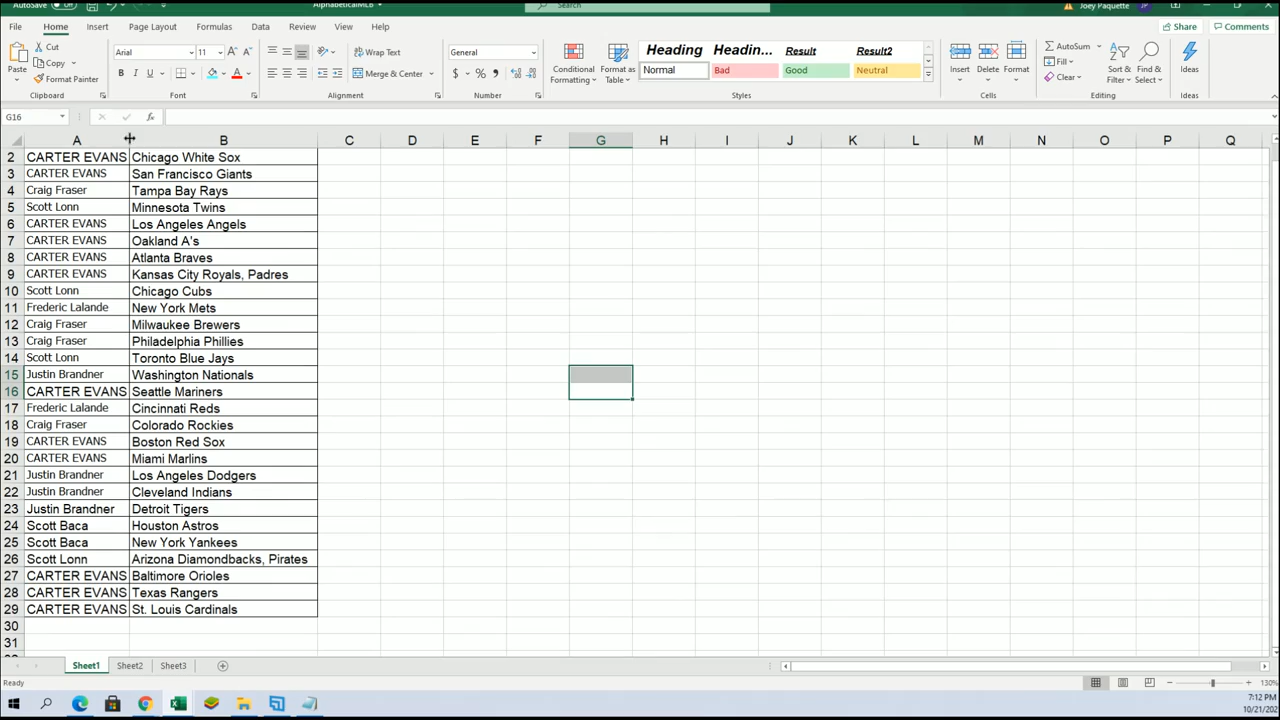 AutoSave Off AlphabeticalMLB Search Joey Paquette JP
File Home Insert Page Layout Formulas Data Review View Help Share Comments
Paste Cut Copy Format Painter Clipboard
Arial 11 B I U A A A Font
Wrap Text Merge & Center Alignment
General $ % 9 Number
Conditional Formatting Format as Table Heading Headin... Result Result2 Normal Bad Good Neutral Styles
Insert Delete Format Cells
AutoSum Fill Clear Sort & Filter Find & Select Editing
Ideas Ideas
G16 fx
A B C D E F G H I J K L M N O P Q
2 CARTER EVANS Chicago White Sox
3 CARTER EVANS San Francisco Giants
4 Craig Fraser Tampa Bay Rays
5 Scott Lonn Minnesota Twins
6 CARTER EVANS Los Angeles Angels
7 CARTER EVANS Oakland A's
8 CARTER EVANS Atlanta Braves
9 CARTER EVANS Kansas City Royals, Padres
10 Scott Lonn Chicago Cubs
11 Frederic Lalande New York Mets
12 Craig Fraser Milwaukee Brewers
13 Craig Fraser Philadelphia Phillies
14 Scott Lonn Toronto Blue Jays
15 Justin Brandner Washington Nationals
16 CARTER EVANS Seattle Mariners
17 Frederic Lalande Cincinnati Reds
18 Craig Fraser Colorado Rockies
19 CARTER EVANS Boston Red Sox
20 CARTER EVANS Miami Marlins
21 Justin Brandner Los Angeles Dodgers
22 Justin Brandner Cleveland Indians
23 Justin Brandner Detroit Tigers
24 Scott Baca Houston Astros
25 Scott Baca New York Yankees
26 Scott Lonn Arizona Diamondbacks, Pirates
27 CARTER EVANS Baltimore Orioles
28 CARTER EVANS Texas Rangers
29 CARTER EVANS St. Louis Cardinals
30
31
Sheet1 Sheet2 Sheet3
Ready 130%
7:12 PM
10/21/202